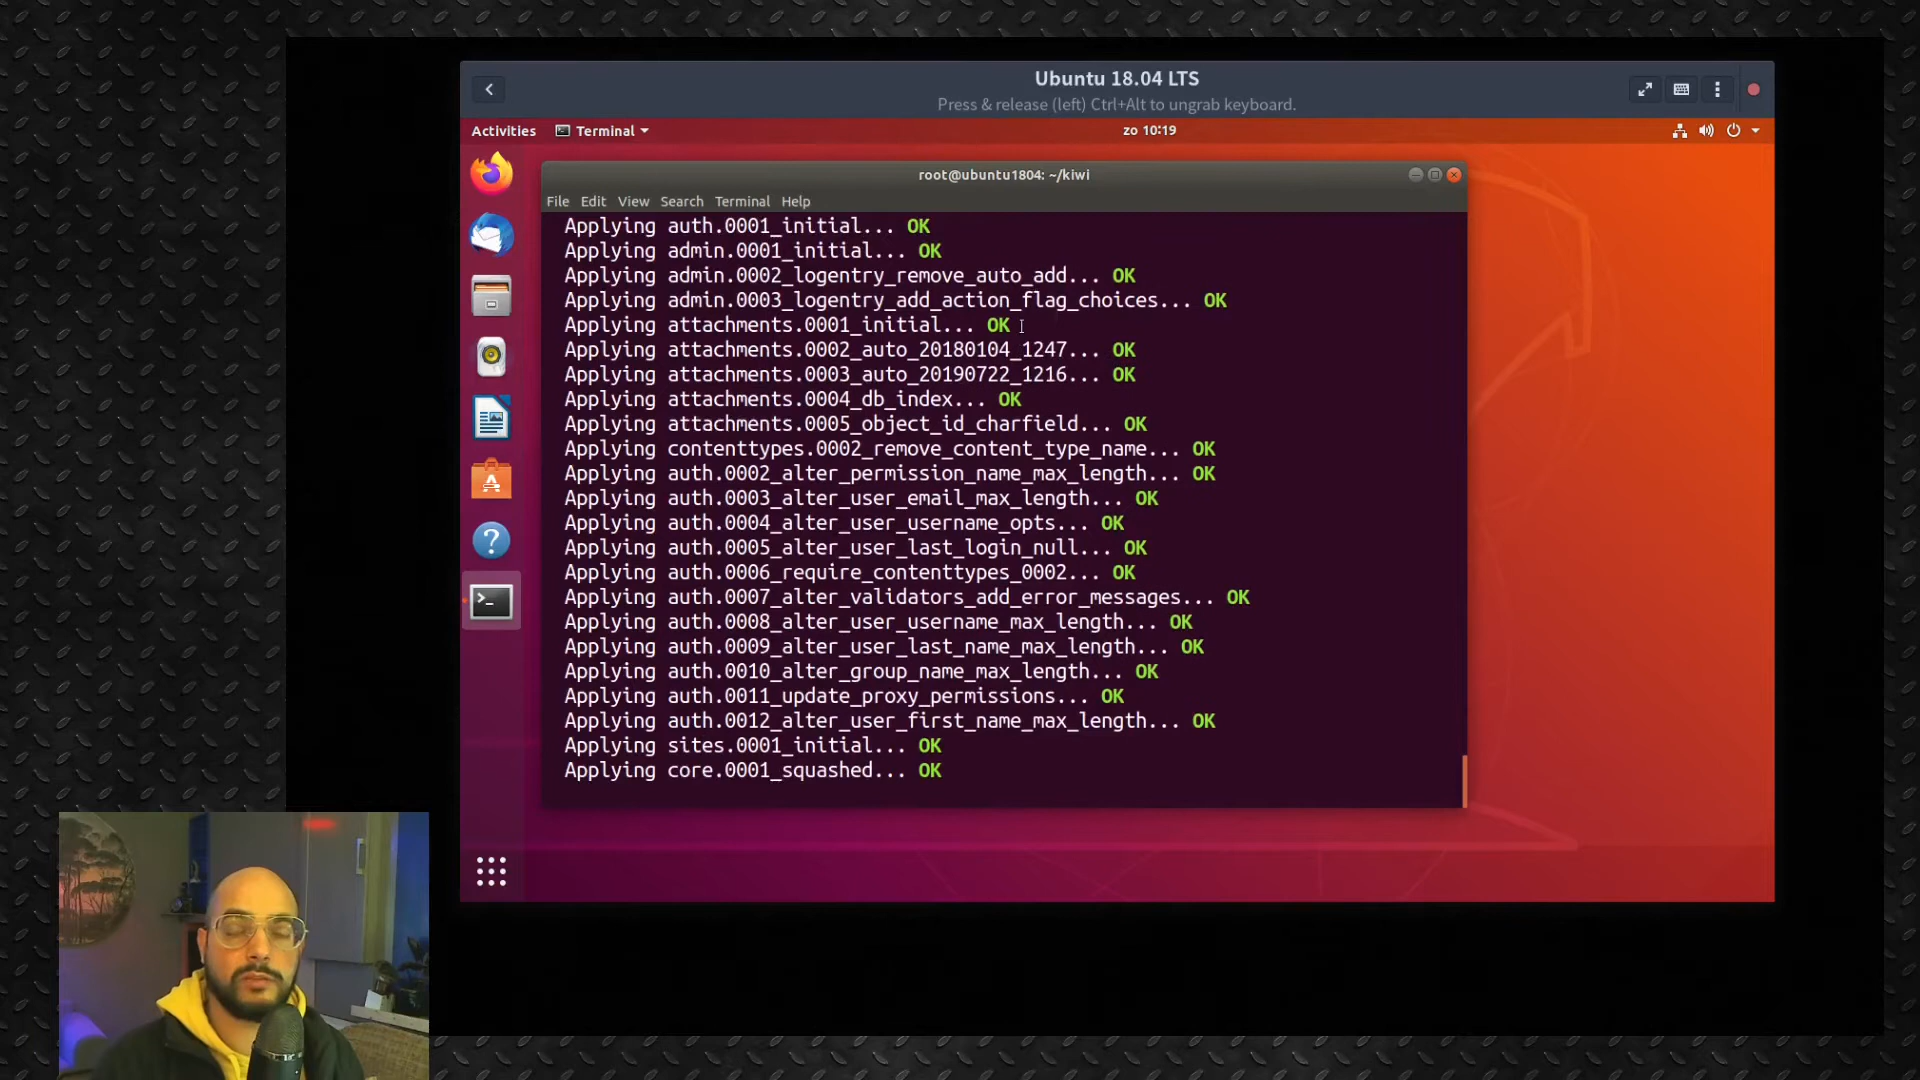 Ubuntu 18.04 LTS
Press & release (left) Ctrl+Alt to ungrab keyboard.
Activities Terminal zo 10:19
root@ubuntu1804: ~/kiwi
File Edit View Search Terminal Help
Applying auth.0001_initial... OK
Applying admin.0001_initial... OK
Applying admin.0002_logentry_remove_auto_add... OK
Applying admin.0003_logentry_add_action_flag_choices... OK
Applying attachments.0001_initial... OK
Applying attachments.0002_auto_20180104_1247... OK
Applying attachments.0003_auto_20190722_1216... OK
Applying attachments.0004_db_index... OK
Applying attachments.0005_object_id_charfield... OK
Applying contenttypes.0002_remove_content_type_name... OK
Applying auth.0002_alter_permission_name_max_length... OK
Applying auth.0003_alter_user_email_max_length... OK
Applying auth.0004_alter_user_username_opts... OK
Applying auth.0005_alter_user_last_login_null... OK
Applying auth.0006_require_contenttypes_0002... OK
Applying auth.0007_alter_validators_add_error_messages... OK
Applying auth.0008_alter_user_username_max_length... OK
Applying auth.0009_alter_user_last_name_max_length... OK
Applying auth.0010_alter_group_name_max_length... OK
Applying auth.0011_update_proxy_permissions... OK
Applying auth.0012_alter_user_first_name_max_length... OK
Applying sites.0001_initial... OK
Applying core.0001_squashed... OK